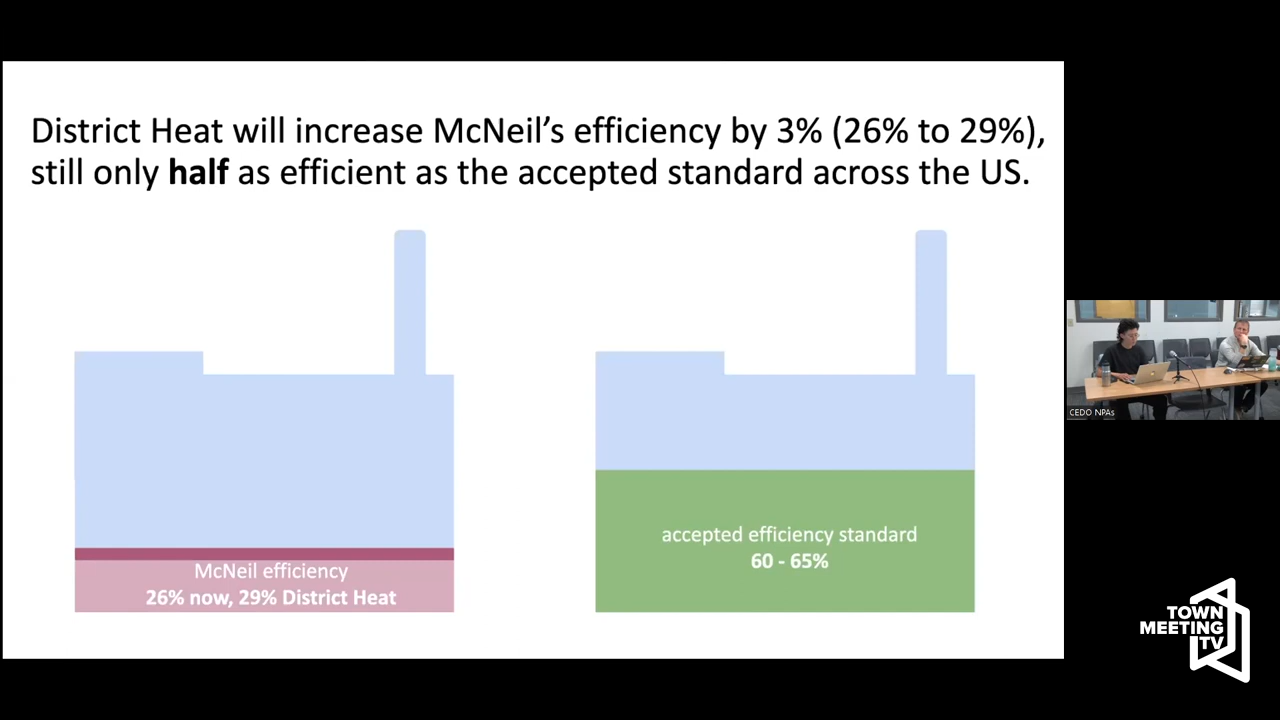 District Heat will increase McNeil's efficiency by 3% (26% to 29%),
still only half as efficient as the accepted standard across the US.
McNeil efficiency
26% now, 29% District Heat
accepted efficiency standard
60 - 65%
CEDO NPAs
TOWN
MEETING
TV